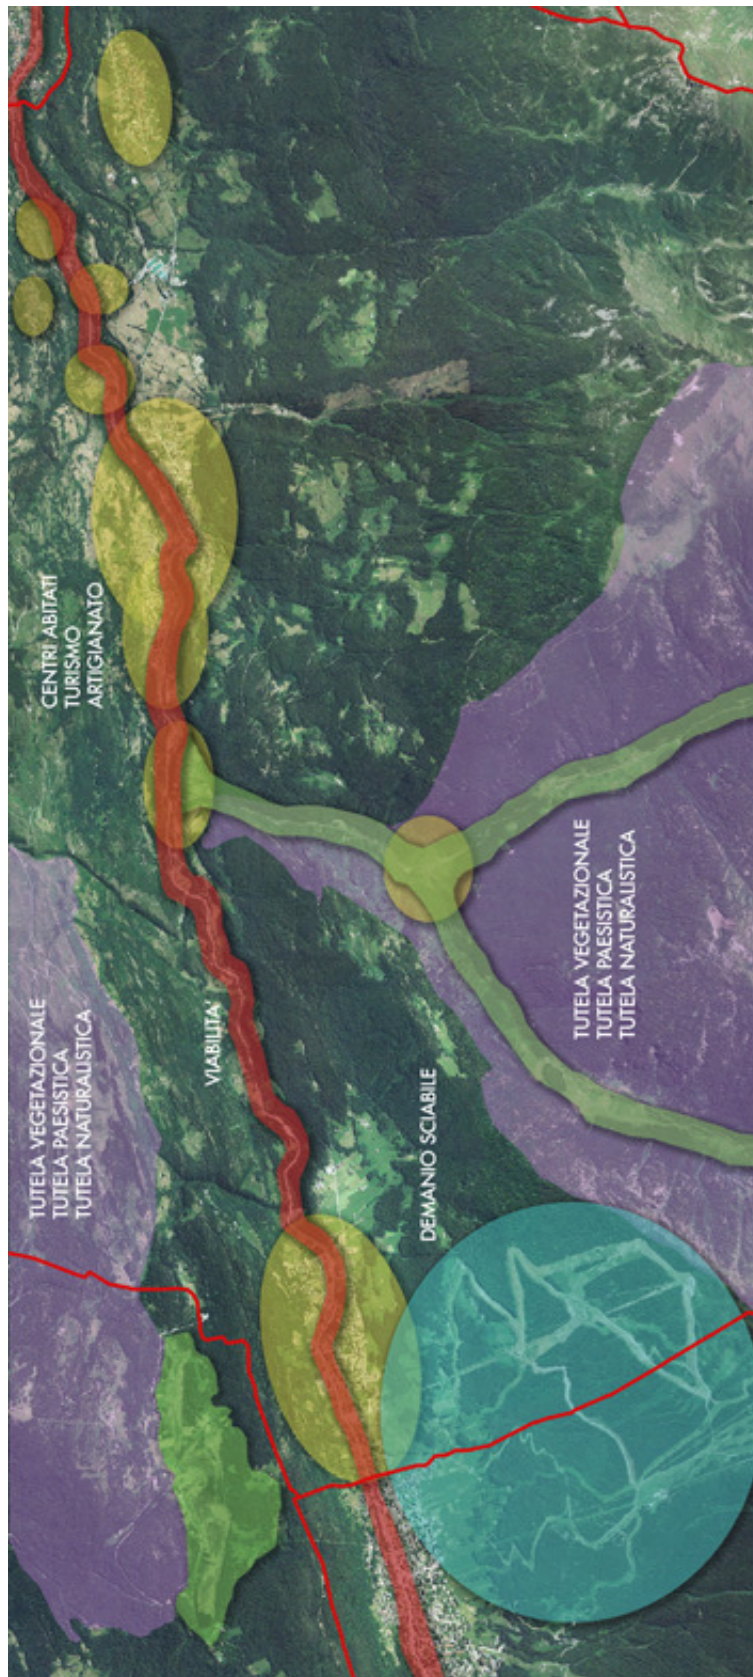 CENTRI ABITATI
TURISMO
ARTIGIANATO
TUTELA VEGETAZIONALE
TUTELA PAESISTICA
TUTELA NATURALISTICA
VIABILITA'
TUTELA VEGETAZIONALE
TUTELA PAESISTICA
TUTELA NATURALISTICA
DEMANIO SCIABILE